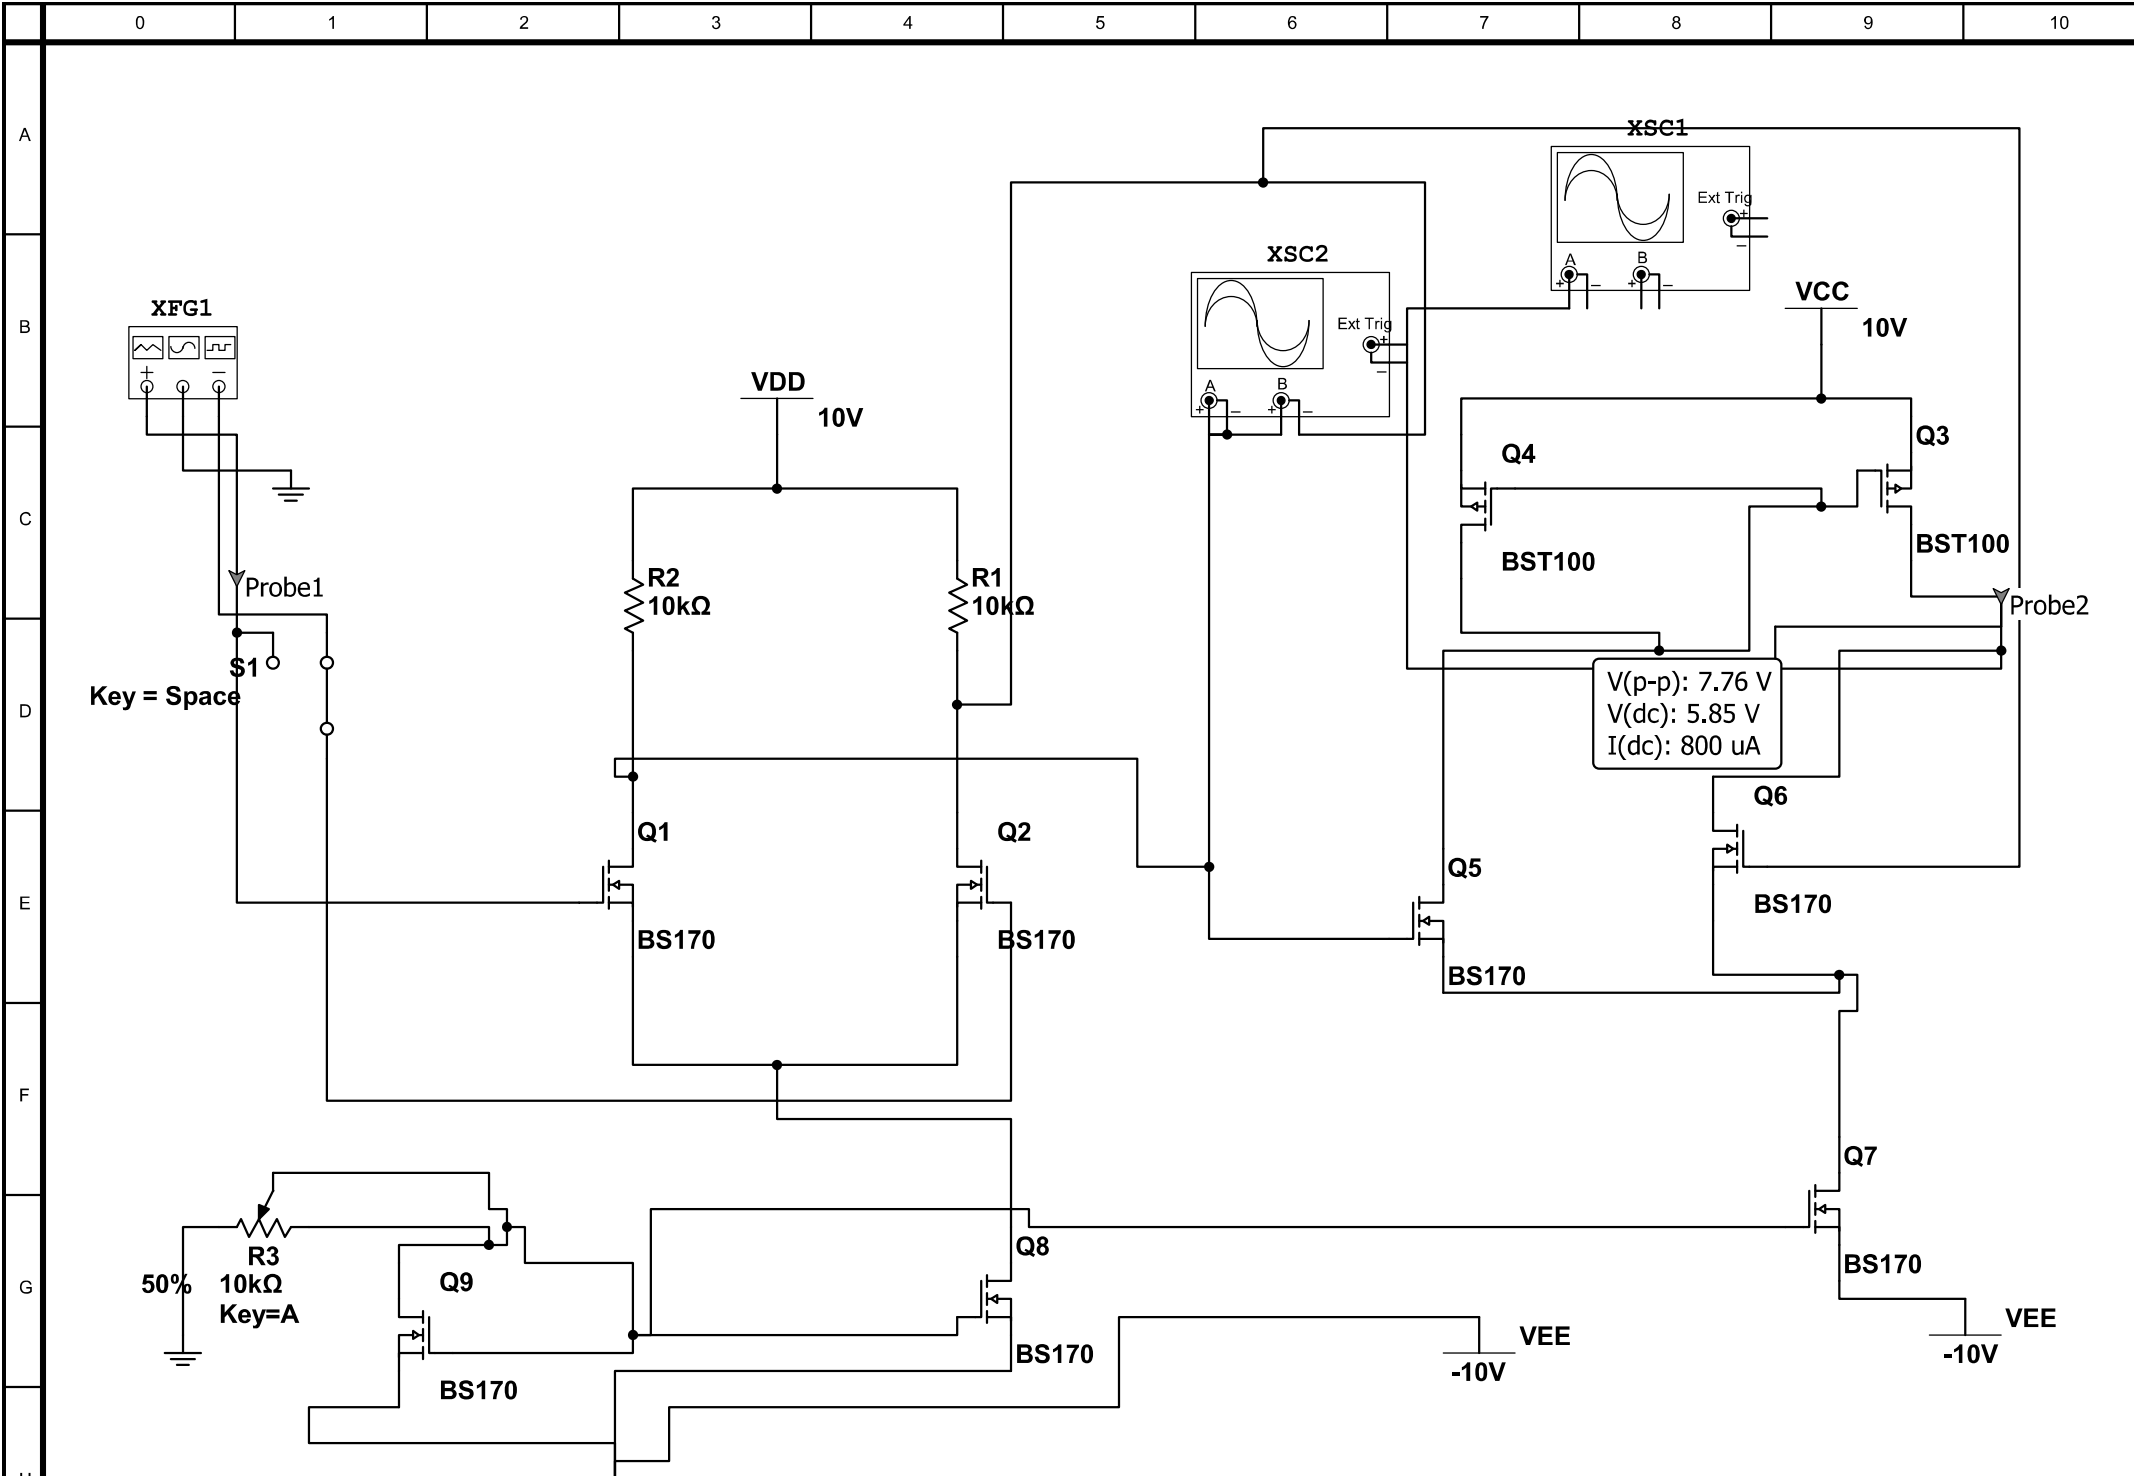 0 1 2 3 4 5 6 7 8 9 10
A
XSC1
Ext Trig
+
−
A B
+ − + −
XSC2
Ext Trig
+
−
A B
+ − + −
VCC
10V
B
XFG1
+ −
VDD
10V
Q4
Q3
C
BST100
BST100
R2
10kΩ
R1
10kΩ
Probe1
Probe2
S1
Key = Space
D
V(p-p): 7.76 V
V(dc): 5.85 V
I(dc): 800 uA
Q6
Q1
Q2
Q5
E
BS170
BS170
BS170
BS170
F
Q7
Q8
R3
50%
10kΩ
Key=A
Q9
G
BS170
BS170
BS170
VEE
-10V
VEE
-10V